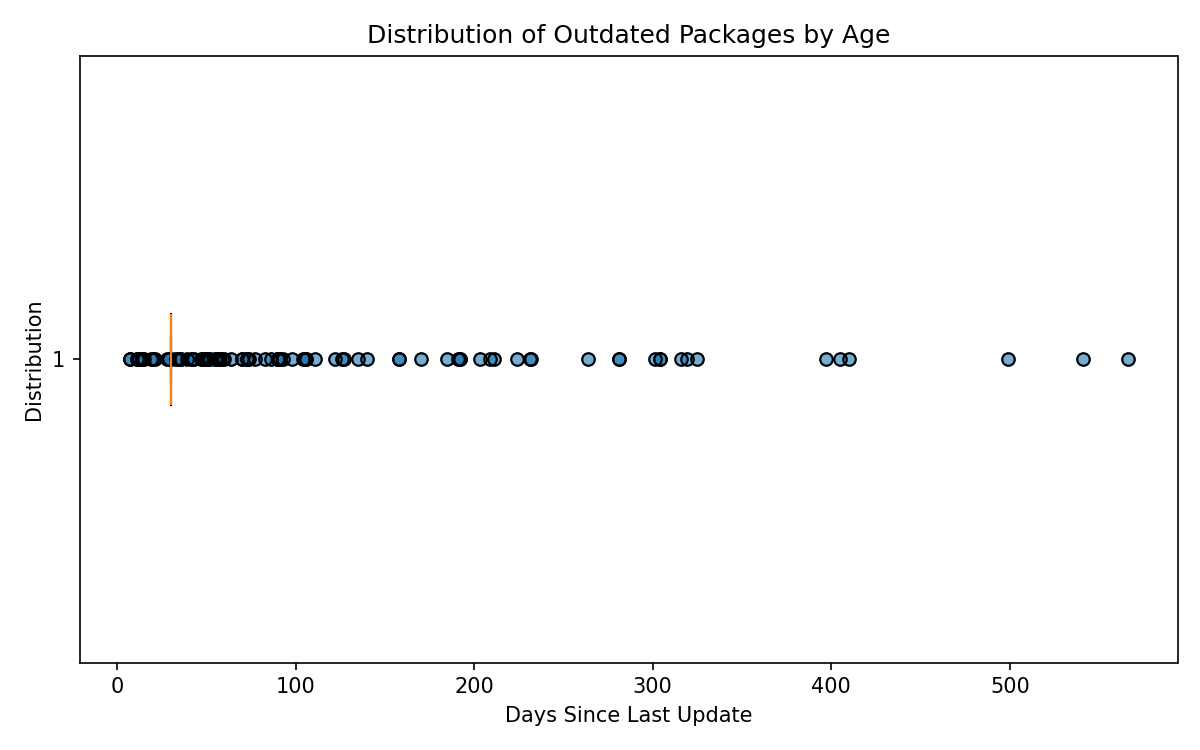 Distribution of Outdated Packages by Age
Distribution
1
0 100 200 300 400 500
Days Since Last Update